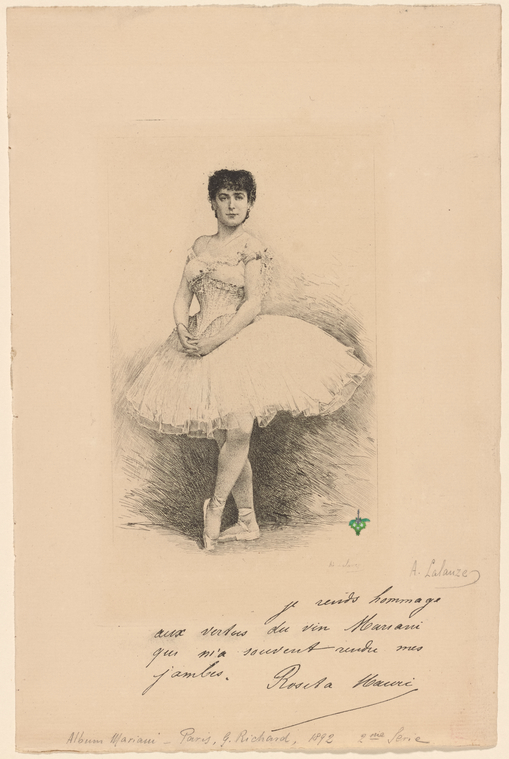 A. Lalauze
je rends hommage
aux vertus du vin Mariani
qui m'a souvent rendu mes
jambes. Rosita Mauri
Album Mariani - Paris, G. Richard, 1892 2me Série